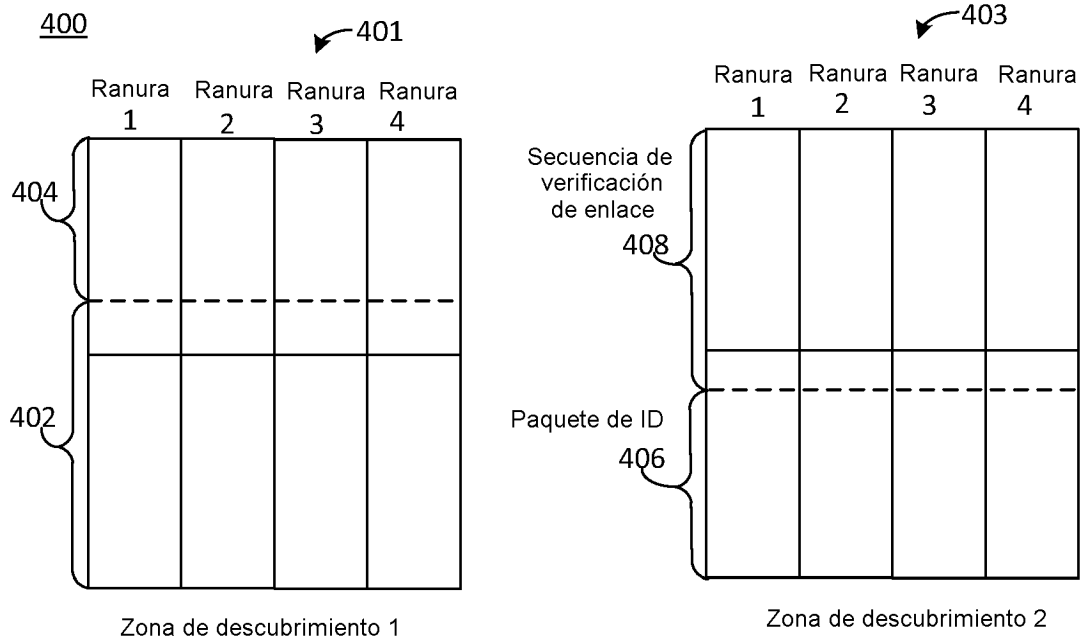 400
401
Ranura 1
Ranura 2
Ranura 3
Ranura 4
404
402
Zona de descubrimiento 1
403
Ranura 1
Ranura 2
Ranura 3
Ranura 4
Secuencia de
verificación
de enlace
408
Paquete de ID
406
Zona de descubrimiento 2